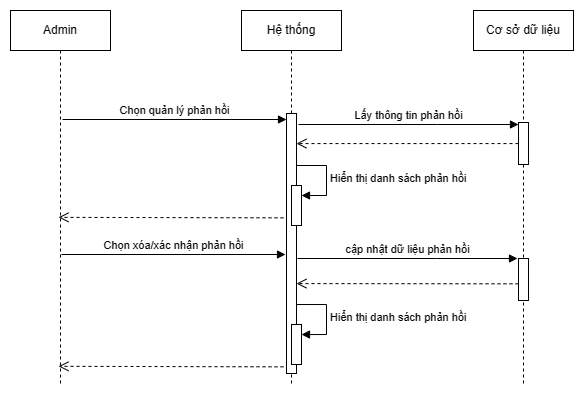 Admin
Hệ thống
Cơ sở dữ liệu
Chọn quản lý phản hồi
Lấy thông tin phản hồi
Hiển thị danh sách phản hồi
Chọn xóa/xác nhận phản hồi
cập nhật dữ liệu phản hồi
Hiển thị danh sách phản hồi